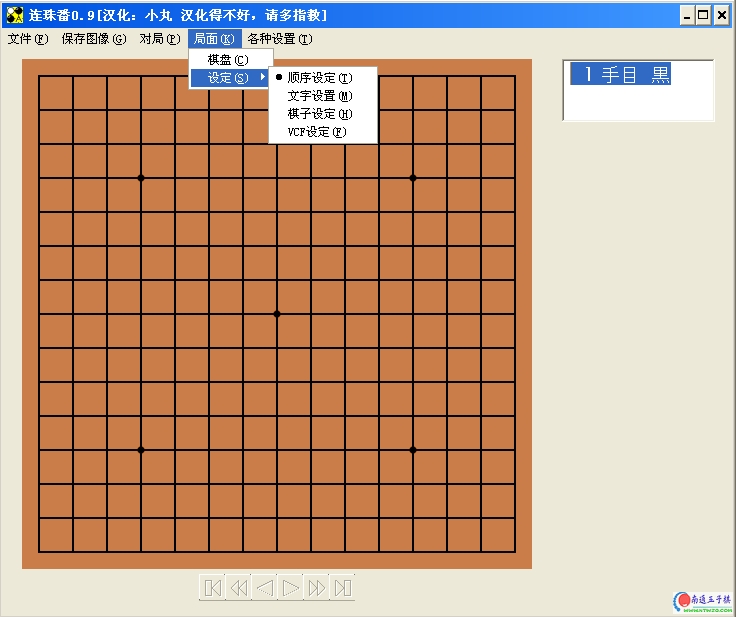 连珠番0.9[汉化：小丸 汉化得不好，请多指教]
文件(F) 保存图像(G) 对局(P) 局面(K) 各种设置(T)
棋盘(C)
设定(S)
顺序设定(I)
文字设置(M)
棋子设定(H)
VCF设定(F)
1 手目 黑
南通五子棋